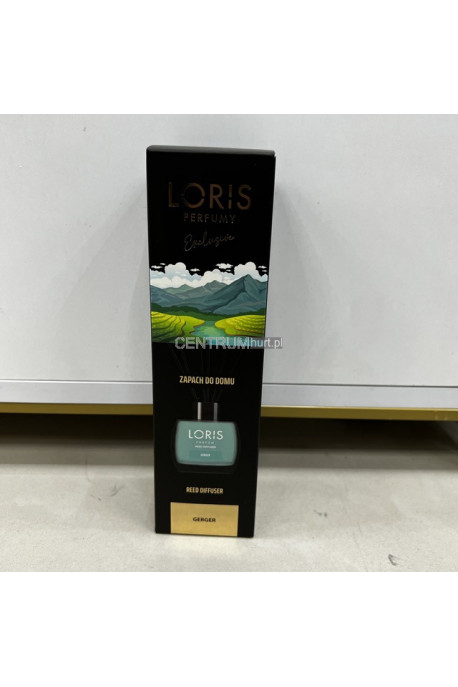 LORIS
PERFUMY
Exclusive
CENTRUMhurt.pl
ZAPACH DO DOMU
LORIS
REED DIFFUSER
GERGER